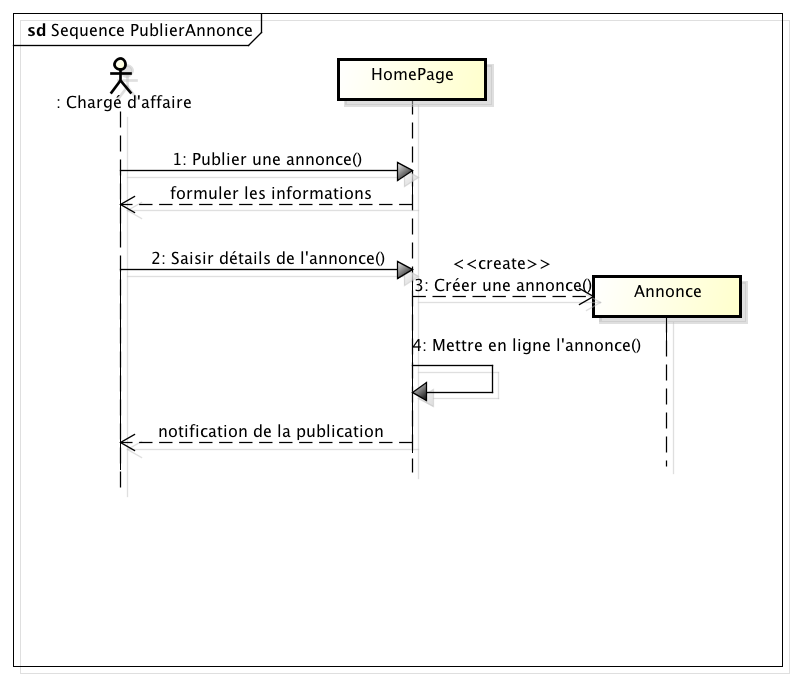 sd Sequence PublierAnnonce
: Chargé d'affaire
HomePage
1: Publier une annonce()
formuler les informations
2: Saisir détails de l'annonce()
<<create>>
3: Créer une annonce()
Annonce
4: Mettre en ligne l'annonce()
notification de la publication